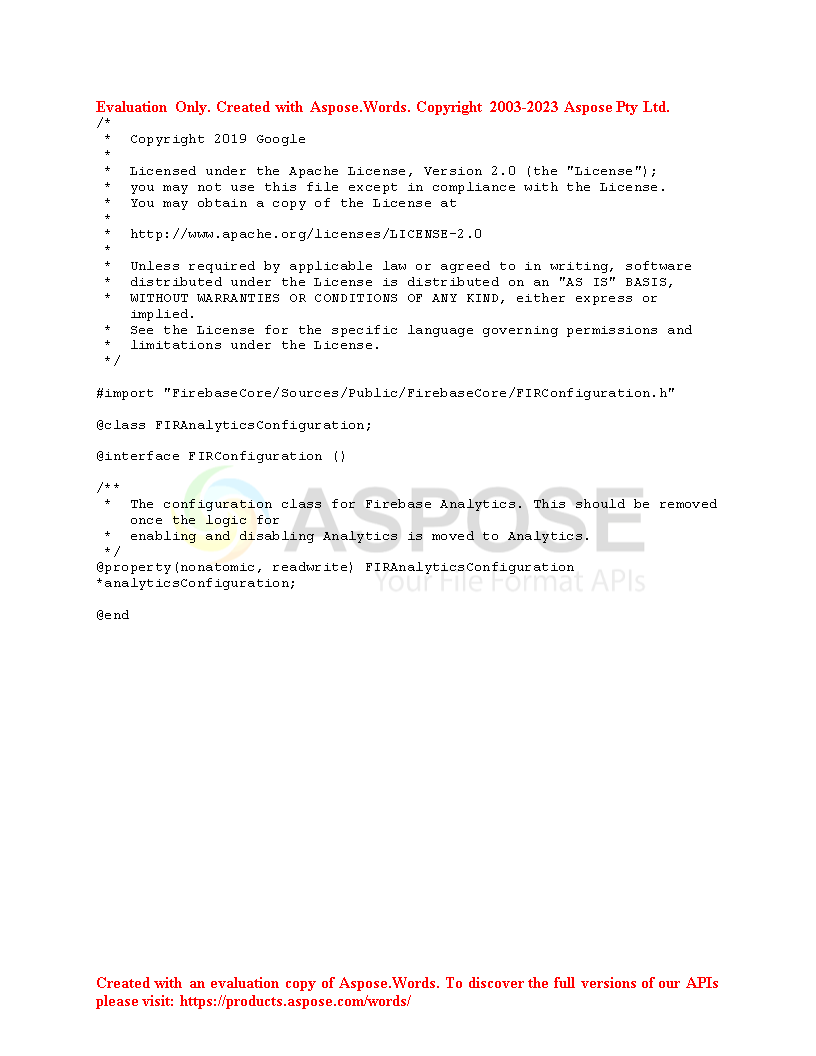 Evaluation Only. Created with Aspose.Words. Copyright 2003-2023 Aspose Pty Ltd.
/*
 * Copyright 2019 Google
 *
 * Licensed under the Apache License, Version 2.0 (the "License");
 * you may not use this file except in compliance with the License.
 * You may obtain a copy of the License at
 *
 * http://www.apache.org/licenses/LICENSE-2.0
 *
 * Unless required by applicable law or agreed to in writing, software
 * distributed under the License is distributed on an "AS IS" BASIS,
 * WITHOUT WARRANTIES OR CONDITIONS OF ANY KIND, either express or
implied.
 * See the License for the specific language governing permissions and
 * limitations under the License.
 */
#import "FirebaseCore/Sources/Public/FirebaseCore/FIRConfiguration.h"
@class FIRAnalyticsConfiguration;
@interface FIRConfiguration ()
/**
 * The configuration class for Firebase Analytics. This should be removed
once the logic for
 * enabling and disabling Analytics is moved to Analytics.
 */
@property(nonatomic, readwrite) FIRAnalyticsConfiguration
*analyticsConfiguration;
@end
ASPOSE
Your File Format APIs
Created with an evaluation copy of Aspose.Words. To discover the full versions of our APIs
please visit: https://products.aspose.com/words/